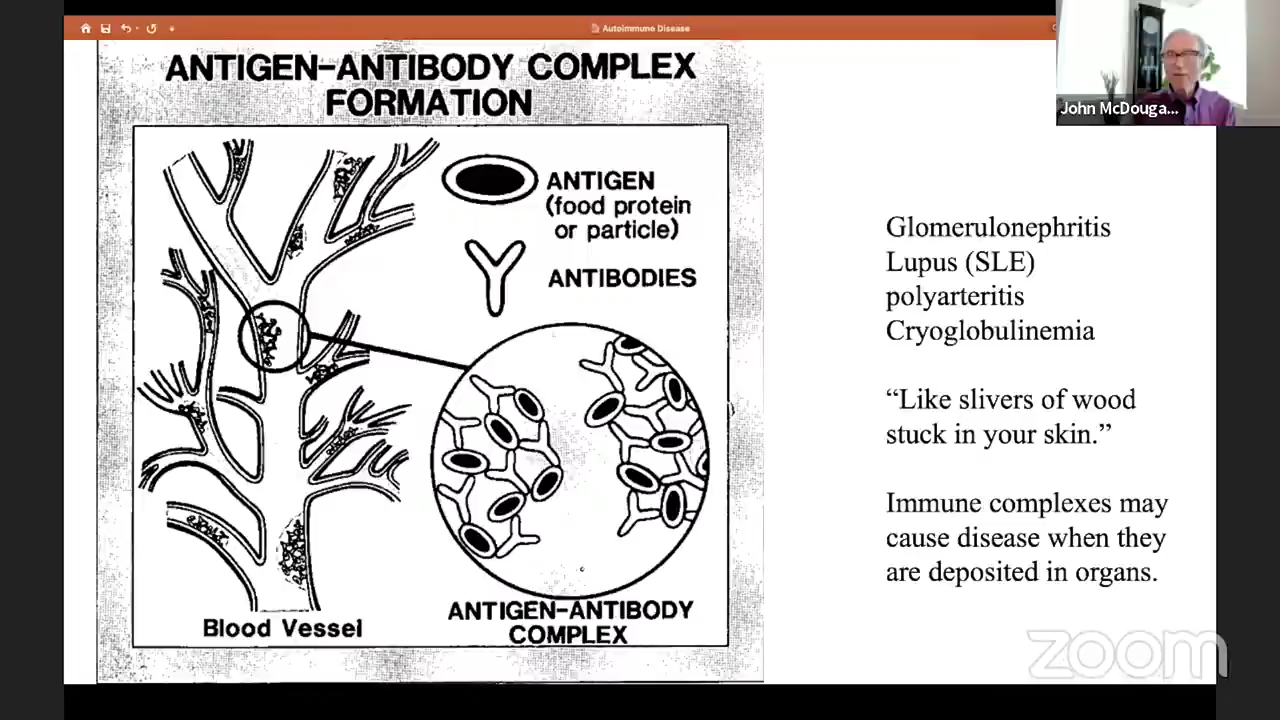 Autoimmune Disease
John McDouga...
ANTIGEN-ANTIBODY COMPLEX
FORMATION
ANTIGEN
(food protein
or particle)
ANTIBODIES
ANTIGEN-ANTIBODY
COMPLEX
Blood Vessel
Glomerulonephritis
Lupus (SLE)
polyarteritis
Cryoglobulinemia
“Like slivers of wood
stuck in your skin.”
Immune complexes may
cause disease when they
are deposited in organs.
zoom